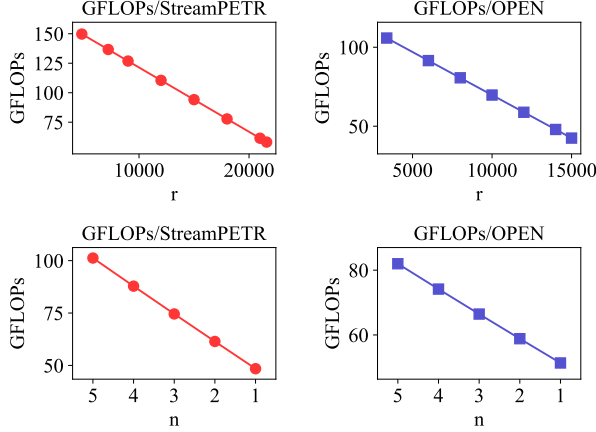 GFLOPs/StreamPETR
GFLOPs
150
125
100
75
10000 20000
r
GFLOPs/OPEN
GFLOPs
100
50
5000 10000 15000
r
GFLOPs/StreamPETR
GFLOPs
100
75
50
5 4 3 2 1
n
GFLOPs/OPEN
GFLOPs
80
60
5 4 3 2 1
n